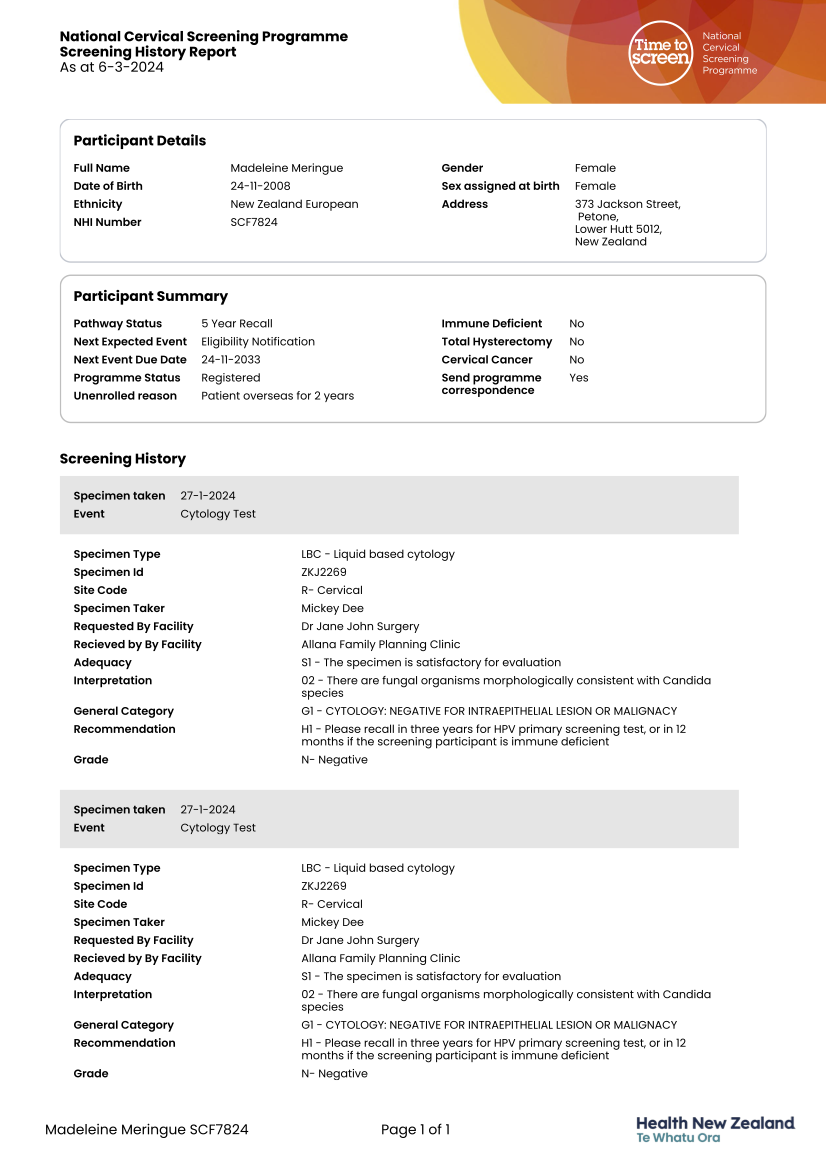 National Cervical Screening Programme
Screening History Report
As at 6-3-2024
Time to
screen
National
Cervical
Screening
Programme
Participant Details
Full Name Madeleine Meringue
Date of Birth 24-11-2008
Ethnicity New Zealand European
NHI Number SCF7824
Gender Female
Sex assigned at birth Female
Address 373 Jackson Street,
Petone,
Lower Hutt 5012,
New Zealand
Participant Summary
Pathway Status 5 Year Recall
Next Expected Event Eligibility Notification
Next Event Due Date 24-11-2033
Programme Status Registered
Unenrolled reason Patient overseas for 2 years
Immune Deficient No
Total Hysterectomy No
Cervical Cancer No
Send programme Yes
correspondence
Screening History
Specimen taken 27-1-2024
Event Cytology Test
Specimen Type LBC - Liquid based cytology
Specimen Id ZKJ2269
Site Code R- Cervical
Specimen Taker Mickey Dee
Requested By Facility Dr Jane John Surgery
Recieved by By Facility Allana Family Planning Clinic
Adequacy S1 - The specimen is satisfactory for evaluation
Interpretation 02 - There are fungal organisms morphologically consistent with Candida
species
General Category G1 - CYTOLOGY: NEGATIVE FOR INTRAEPITHELIAL LESION OR MALIGNACY
Recommendation H1 - Please recall in three years for HPV primary screening test, or in 12
months if the screening participant is immune deficient
Grade N- Negative
Specimen taken 27-1-2024
Event Cytology Test
Specimen Type LBC - Liquid based cytology
Specimen Id ZKJ2269
Site Code R- Cervical
Specimen Taker Mickey Dee
Requested By Facility Dr Jane John Surgery
Recieved by By Facility Allana Family Planning Clinic
Adequacy S1 - The specimen is satisfactory for evaluation
Interpretation 02 - There are fungal organisms morphologically consistent with Candida
species
General Category G1 - CYTOLOGY: NEGATIVE FOR INTRAEPITHELIAL LESION OR MALIGNACY
Recommendation H1 - Please recall in three years for HPV primary screening test, or in 12
months if the screening participant is immune deficient
Grade N- Negative
Madeleine Meringue SCF7824
Page 1 of 1
Health New Zealand
Te Whatu Ora